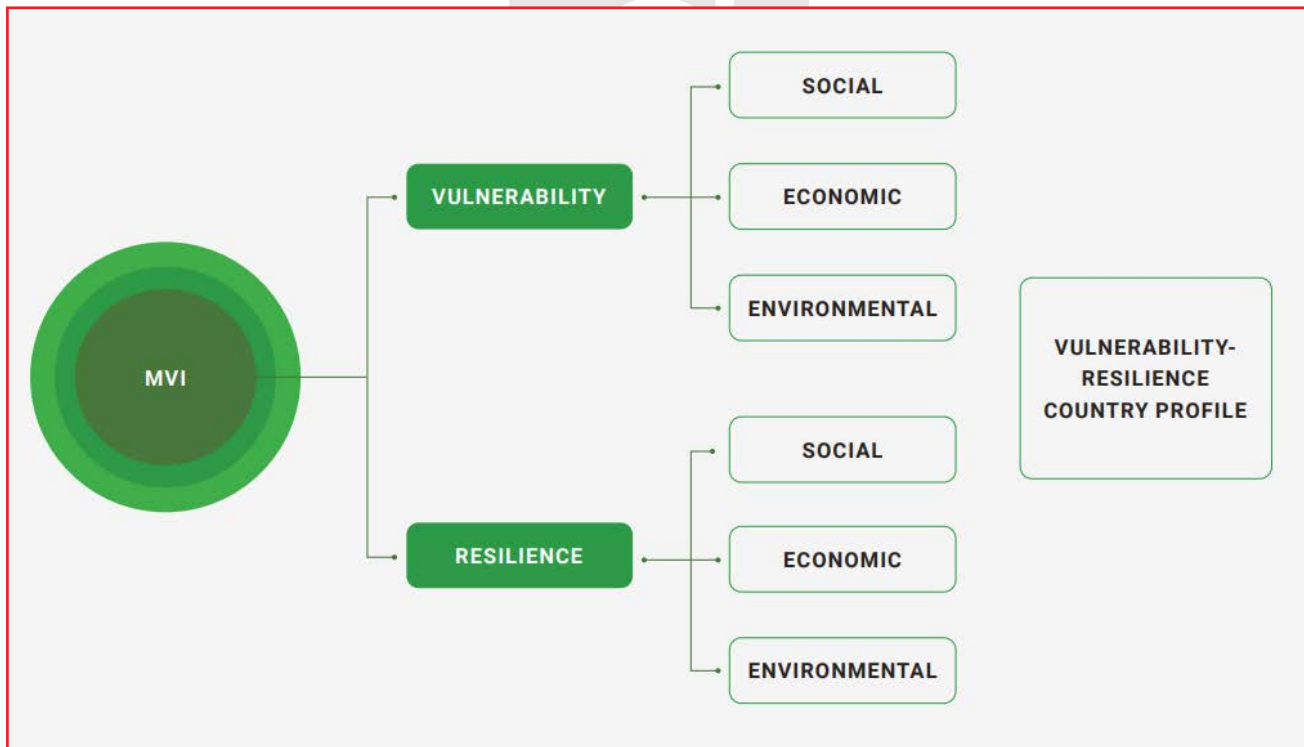 MVI
VULNERABILITY
SOCIAL
ECONOMIC
ENVIRONMENTAL
RESILIENCE
SOCIAL
ECONOMIC
ENVIRONMENTAL
VULNERABILITY-
RESILIENCE
COUNTRY PROFILE